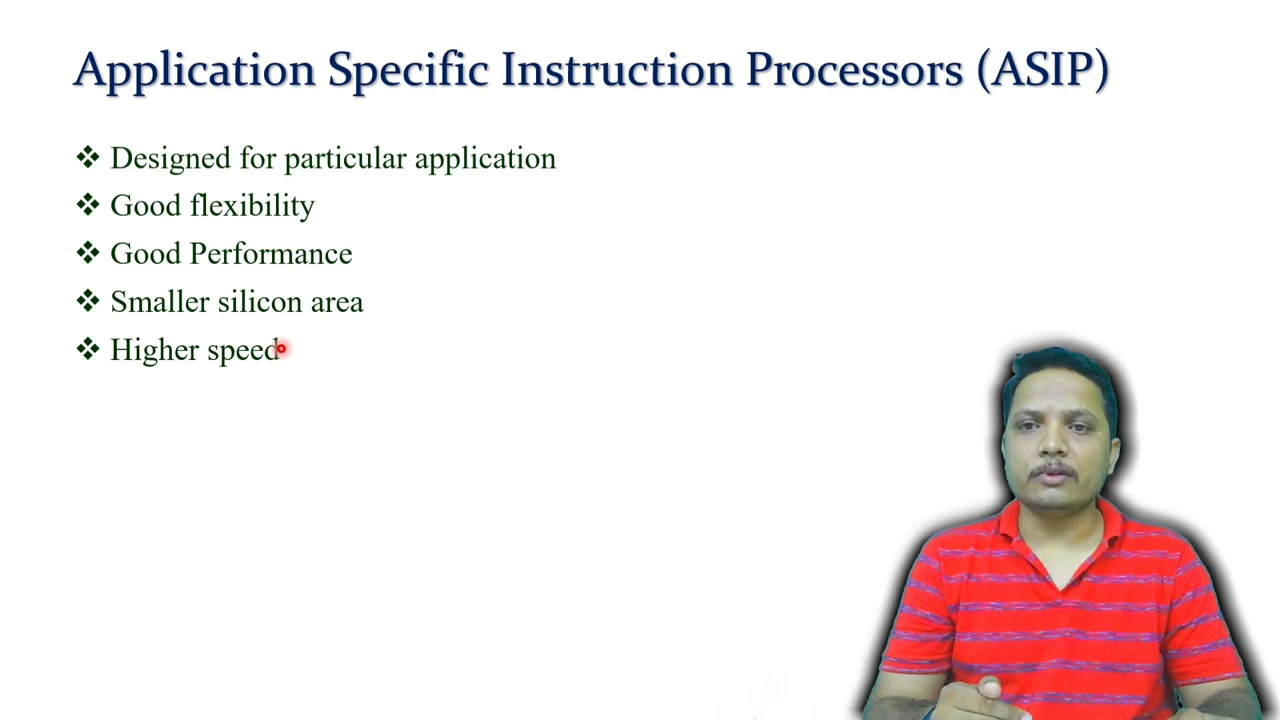 Application Specific Instruction Processors (ASIP)
❖ Designed for particular application
❖ Good flexibility
❖ Good Performance
❖ Smaller silicon area
❖ Higher speed